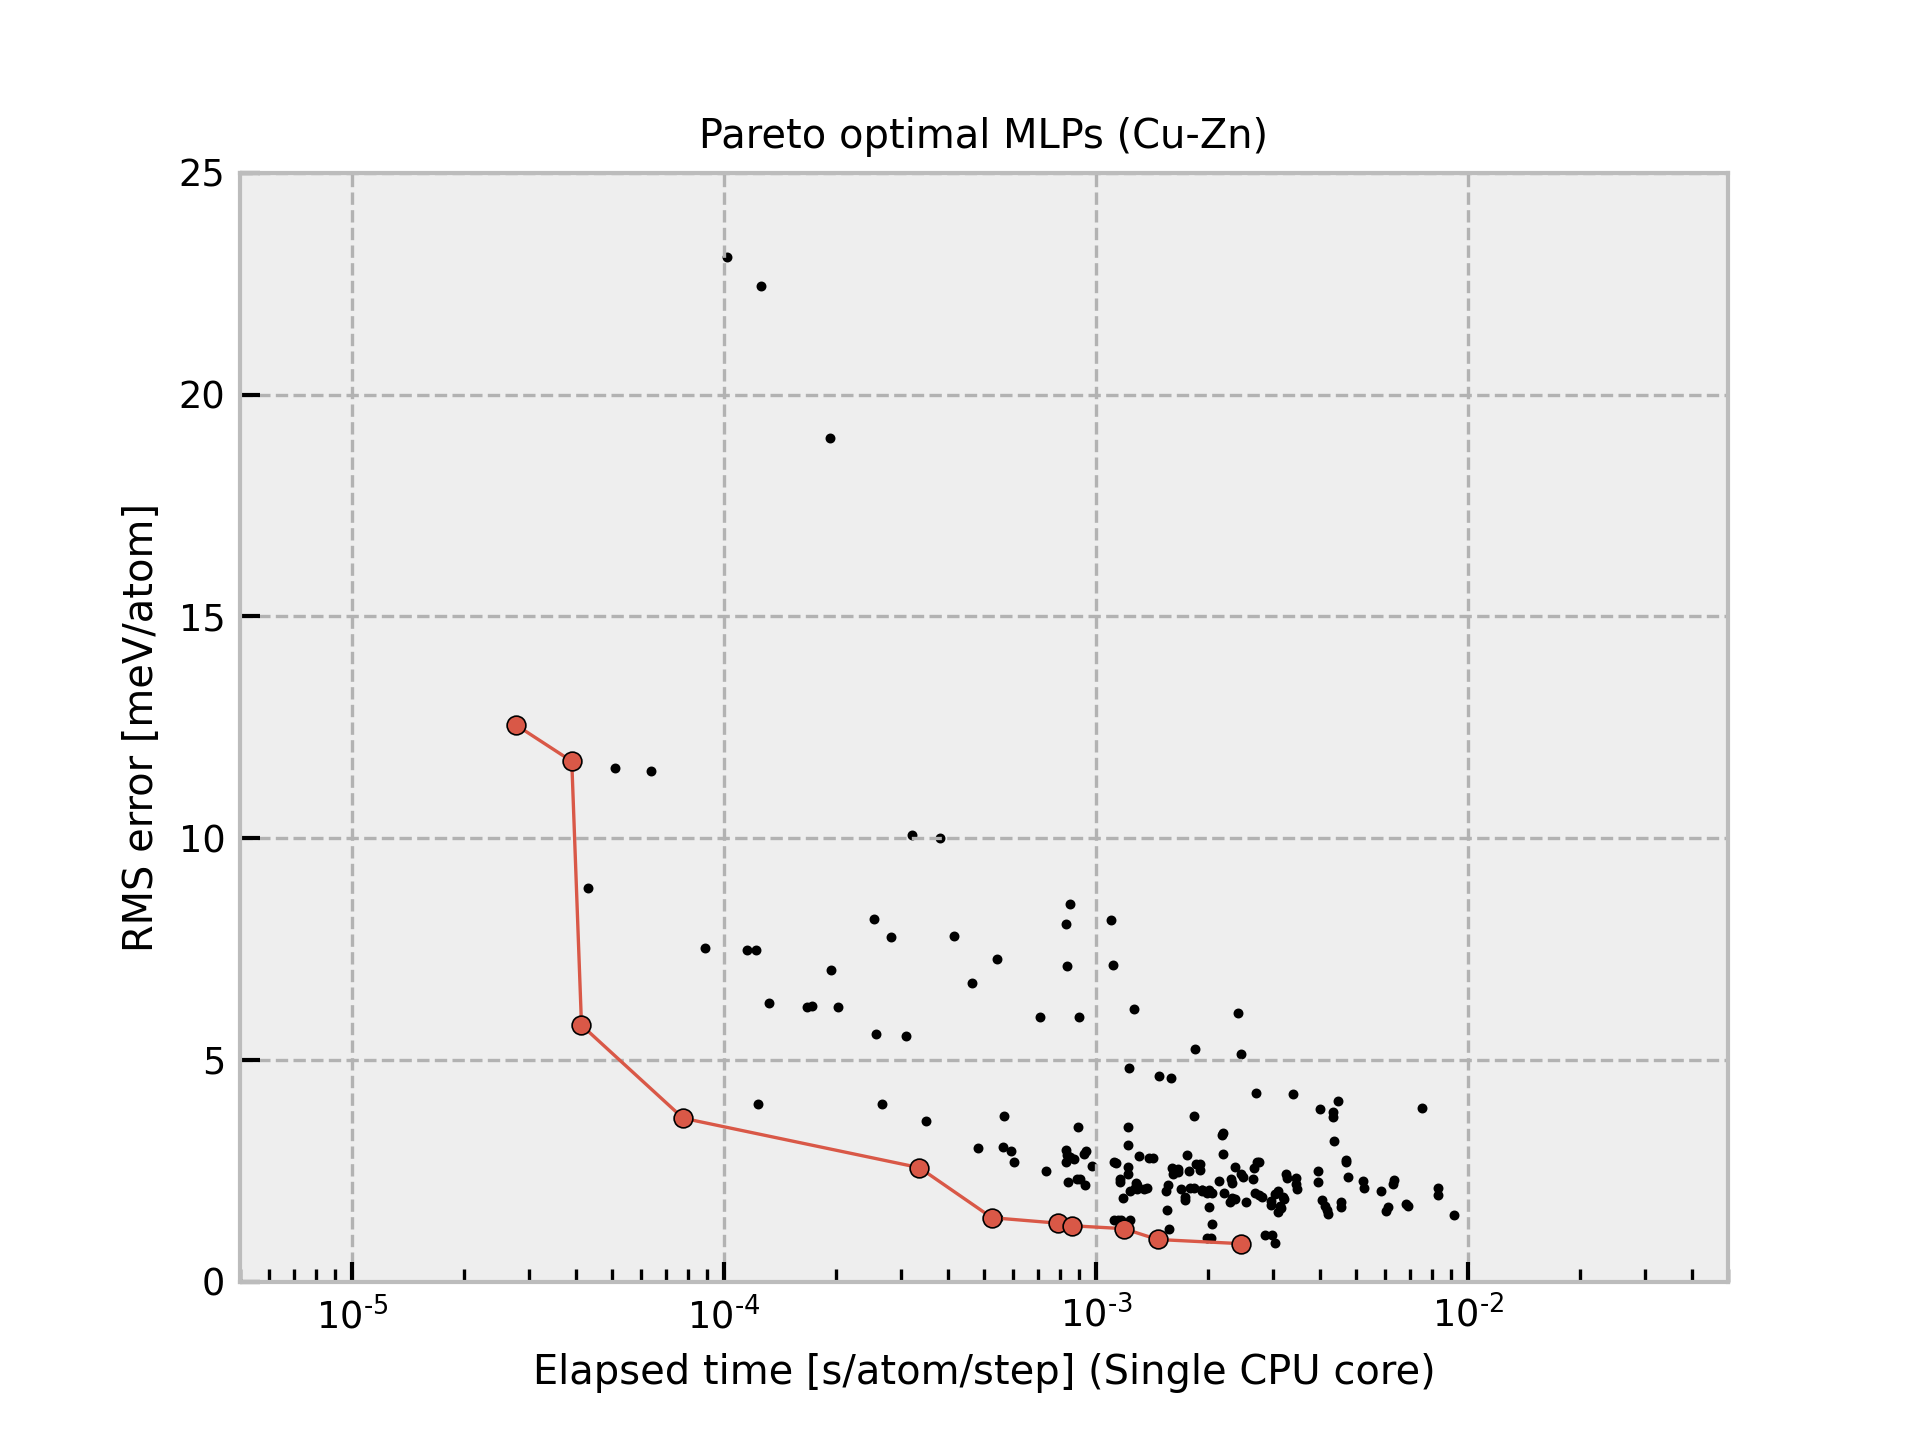 Pareto optimal MLPs (Cu-Zn)
RMS error [meV/atom]
25
20
15
10
5
0
10⁻⁵ 10⁻⁴ 10⁻³ 10⁻²
Elapsed time [s/atom/step] (Single CPU core)